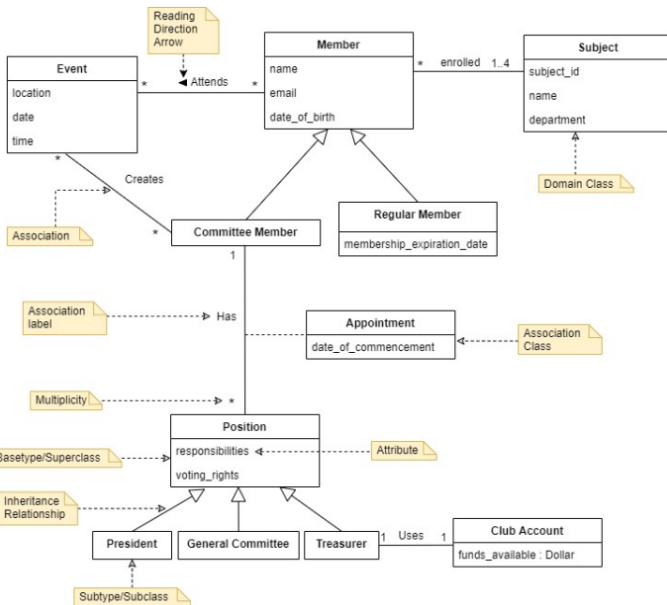 Reading
Direction
Arrow
Member
name
email
date_of_birth
Subject
subject_id
name
department
Event
location
date
time
*
Attends
*
*
enrolled
1..4
*
Creates
*
Domain Class
Association
Committee Member
1
Regular Member
membership_expiration_date
Association
label
Has
Appointment
date_of_commencement
Association
Class
Multiplicity
*
Position
responsibilities
voting_rights
Attribute
Basetype/Superclass
Inheritance
Relationship
President
General Committee
Treasurer
1
Uses
1
Club Account
funds_available : Dollar
Subtype/Subclass